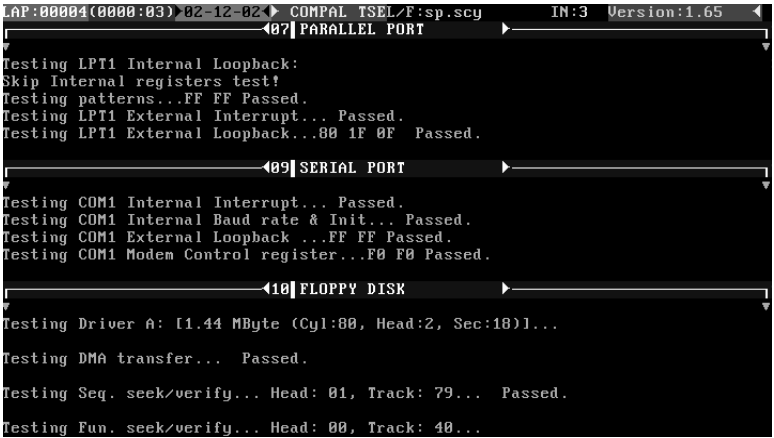 LAP:00004(0000:03) 02-12-02 COMPAL TSEL/F:sp.scy IN:3 Version:1.65
07 PARALLEL PORT
Testing LPT1 Internal Loopback:
Skip Internal registers test!
Testing patterns...FF FF Passed.
Testing LPT1 External Interrupt... Passed.
Testing LPT1 External Loopback...80 1F 0F Passed.
09 SERIAL PORT
Testing COM1 Internal Interrupt... Passed.
Testing COM1 Internal Baud rate & Init... Passed.
Testing COM1 External Loopback ...FF FF Passed.
Testing COM1 Modem Control register...F0 F0 Passed.
10 FLOPPY DISK
Testing Driver A: [1.44 MByte (Cyl:80, Head:2, Sec:18)]...
Testing DMA transfer... Passed.
Testing Seq. seek/verify... Head: 01, Track: 79... Passed.
Testing Fun. seek/verify... Head: 00, Track: 40...